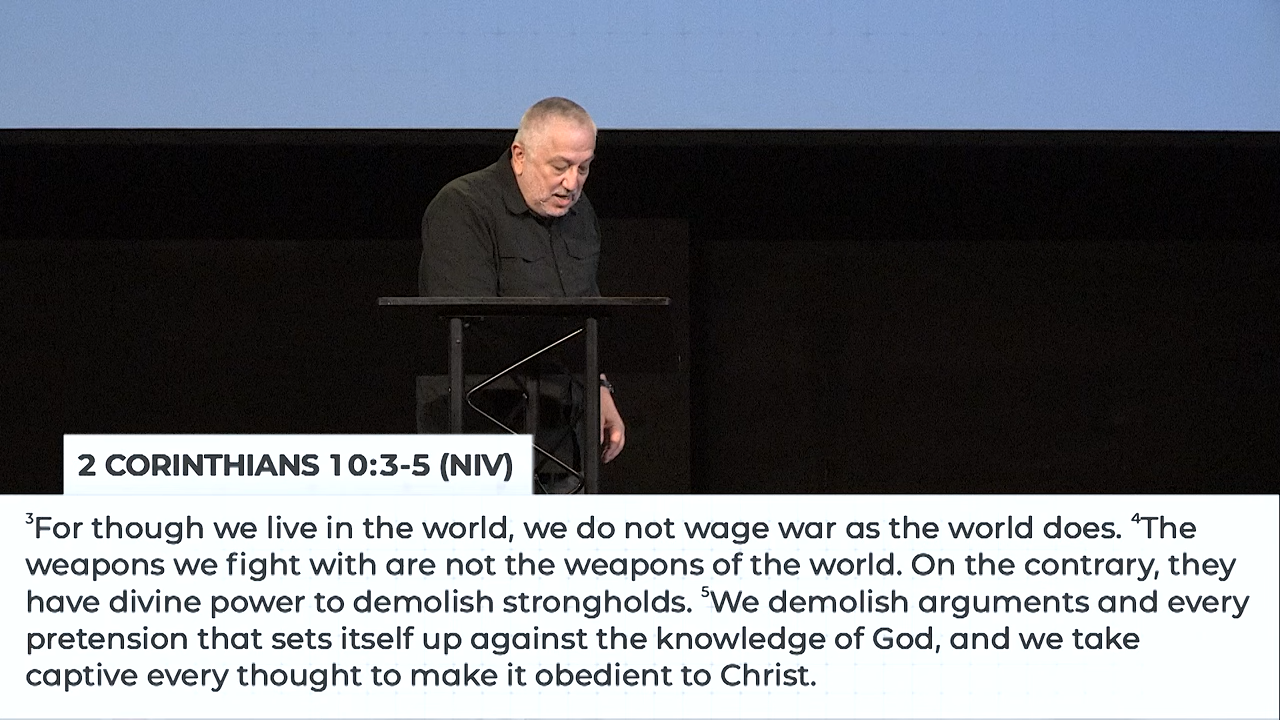 2 CORINTHIANS 10:3-5 (NIV)
³For though we live in the world, we do not wage war as the world does. ⁴The
weapons we fight with are not the weapons of the world. On the contrary, they
have divine power to demolish strongholds. ⁵We demolish arguments and every
pretension that sets itself up against the knowledge of God, and we take
captive every thought to make it obedient to Christ.